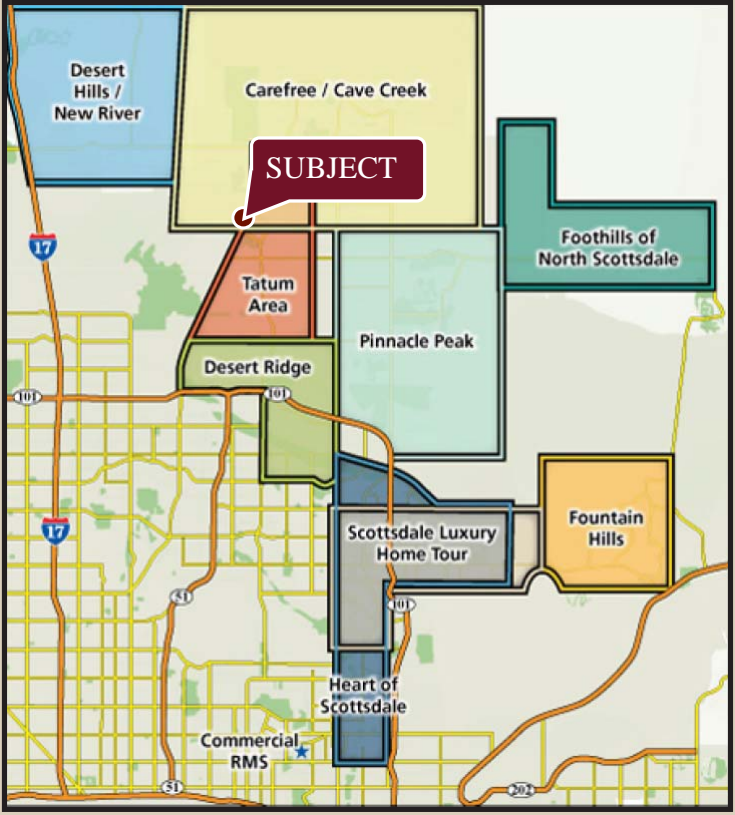 Desert
Hills /
New River
Carefree / Cave Creek
SUBJECT
17
Foothills of
North Scottsdale
Tatum
Area
Pinnacle Peak
Desert Ridge
101
101
Scottsdale Luxury
Home Tour
Fountain
Hills
17
51
101
Heart of
Scottsdale
Commercial
RMS
51
202